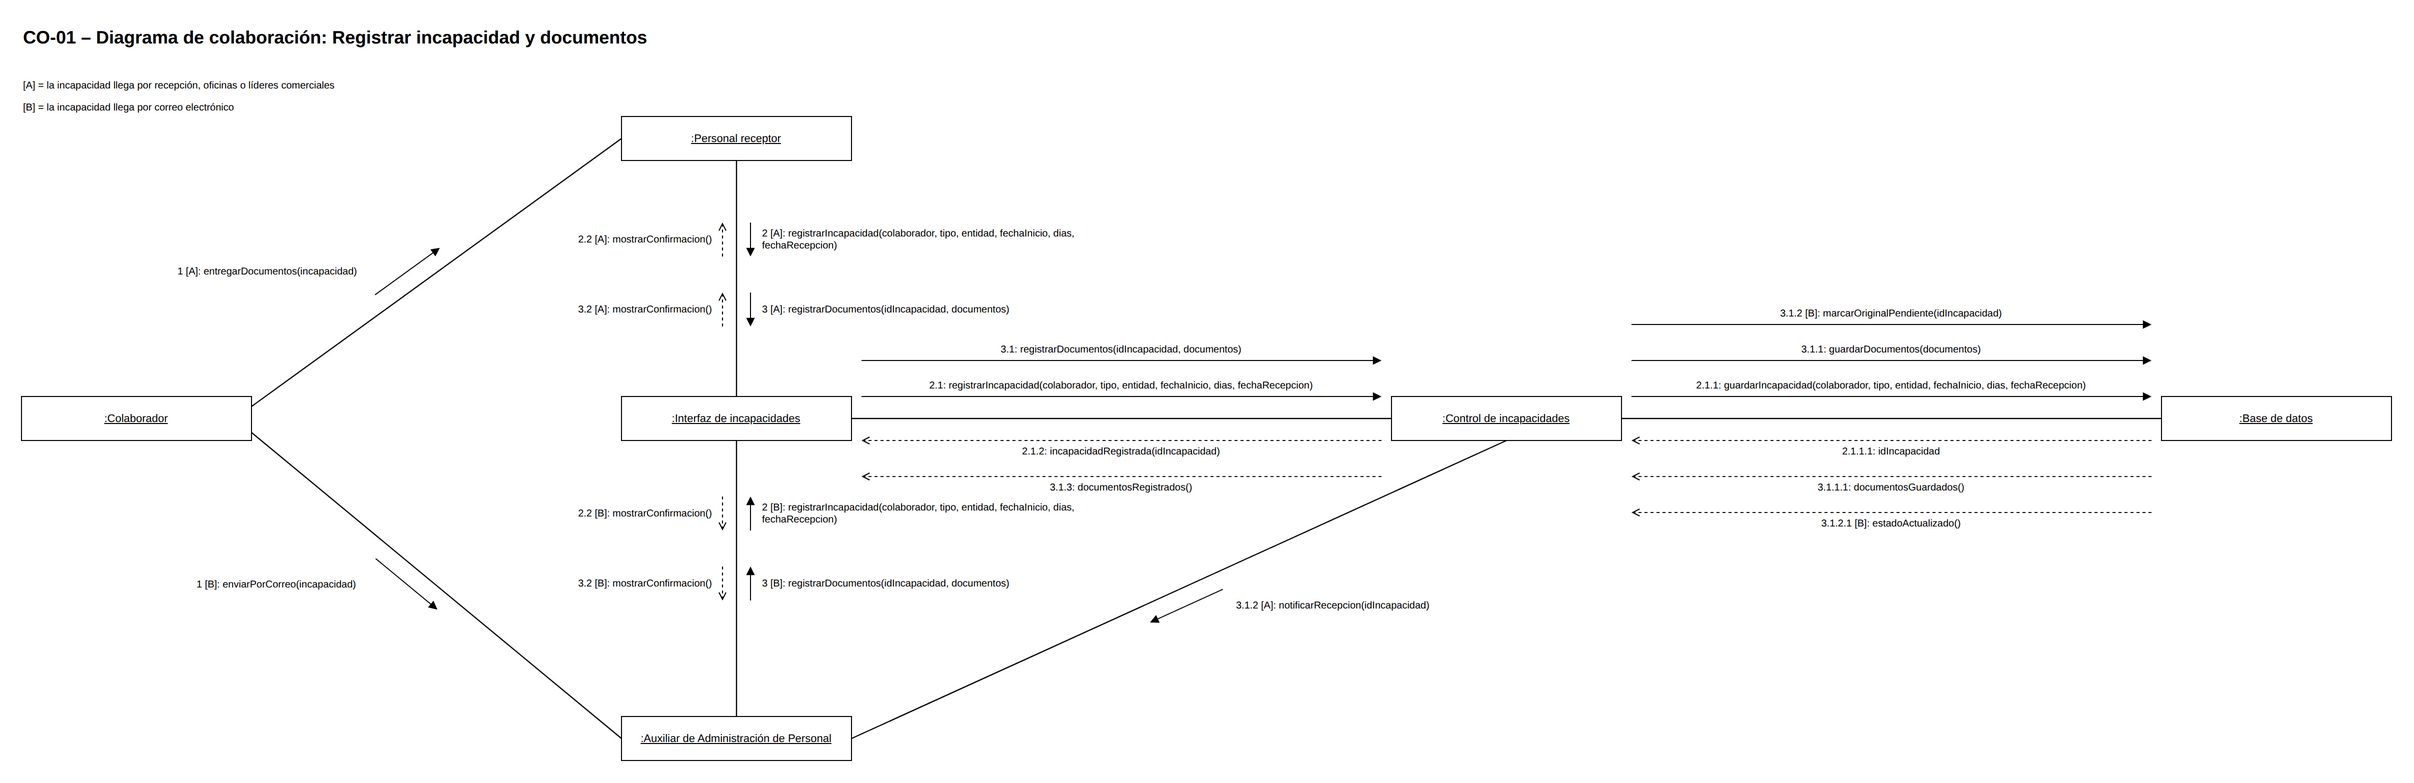 CO-01 – Diagrama de colaboración: Registrar incapacidad y documentos
[A] = la incapacidad llega por recepción, oficinas o líderes comerciales
[B] = la incapacidad llega por correo electrónico
:Personal receptor
2.2 [A]: mostrarConfirmacion()
2 [A]: registrarIncapacidad(colaborador, tipo, entidad, fechaInicio, dias,
fechaRecepcion)
1 [A]: entregarDocumentos(incapacidad)
3.2 [A]: mostrarConfirmacion()
3 [A]: registrarDocumentos(idIncapacidad, documentos)
3.1.2 [B]: marcarOriginalPendiente(idIncapacidad)
3.1: registrarDocumentos(idIncapacidad, documentos)
3.1.1: guardarDocumentos(documentos)
2.1: registrarIncapacidad(colaborador, tipo, entidad, fechaInicio, dias, fechaRecepcion)
2.1.1: guardarIncapacidad(colaborador, tipo, entidad, fechaInicio, dias, fechaRecepcion)
:Colaborador
:Interfaz de incapacidades
:Control de incapacidades
:Base de datos
2.1.2: incapacidadRegistrada(idIncapacidad)
2.1.1.1: idIncapacidad
3.1.3: documentosRegistrados()
3.1.1.1: documentosGuardados()
2.2 [B]: mostrarConfirmacion()
2 [B]: registrarIncapacidad(colaborador, tipo, entidad, fechaInicio, dias,
fechaRecepcion)
3.1.2.1 [B]: estadoActualizado()
1 [B]: enviarPorCorreo(incapacidad)
3.2 [B]: mostrarConfirmacion()
3 [B]: registrarDocumentos(idIncapacidad, documentos)
3.1.2 [A]: notificarRecepcion(idIncapacidad)
:Auxiliar de Administración de Personal